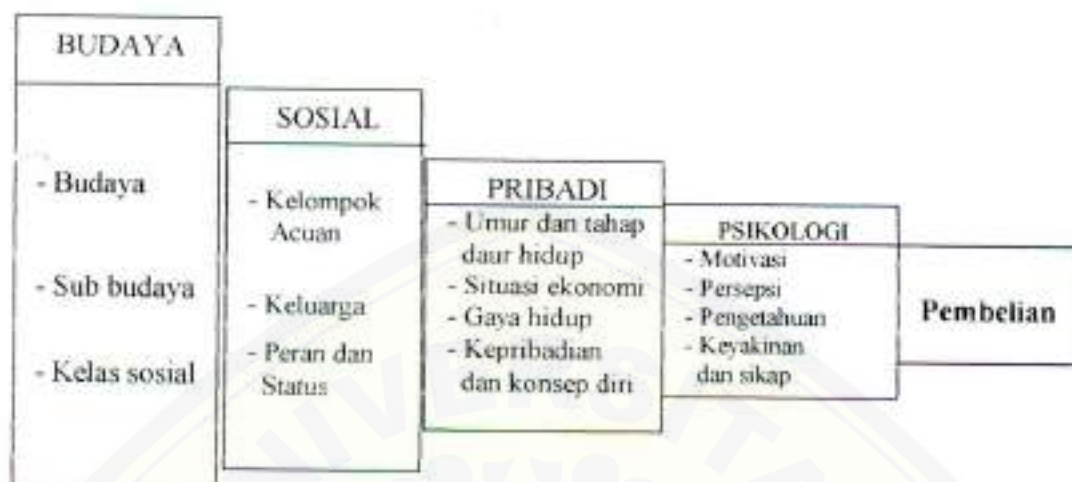 BUDAYA
- Budaya
- Sub budaya
- Kelas sosial
SOSIAL
- Kelompok
Acuan
- Keluarga
- Peran dan
Status
PRIBADI
- Umur dan tahap
daur hidup
- Situasi ekonomi
- Gaya hidup
- Kepribadian
dan konsep diri
PSIKOLOGI
- Motivasi
- Persepsi
- Pengetahuan
- Keyakinan
dan sikap
Pembelian
UNIVERSITA